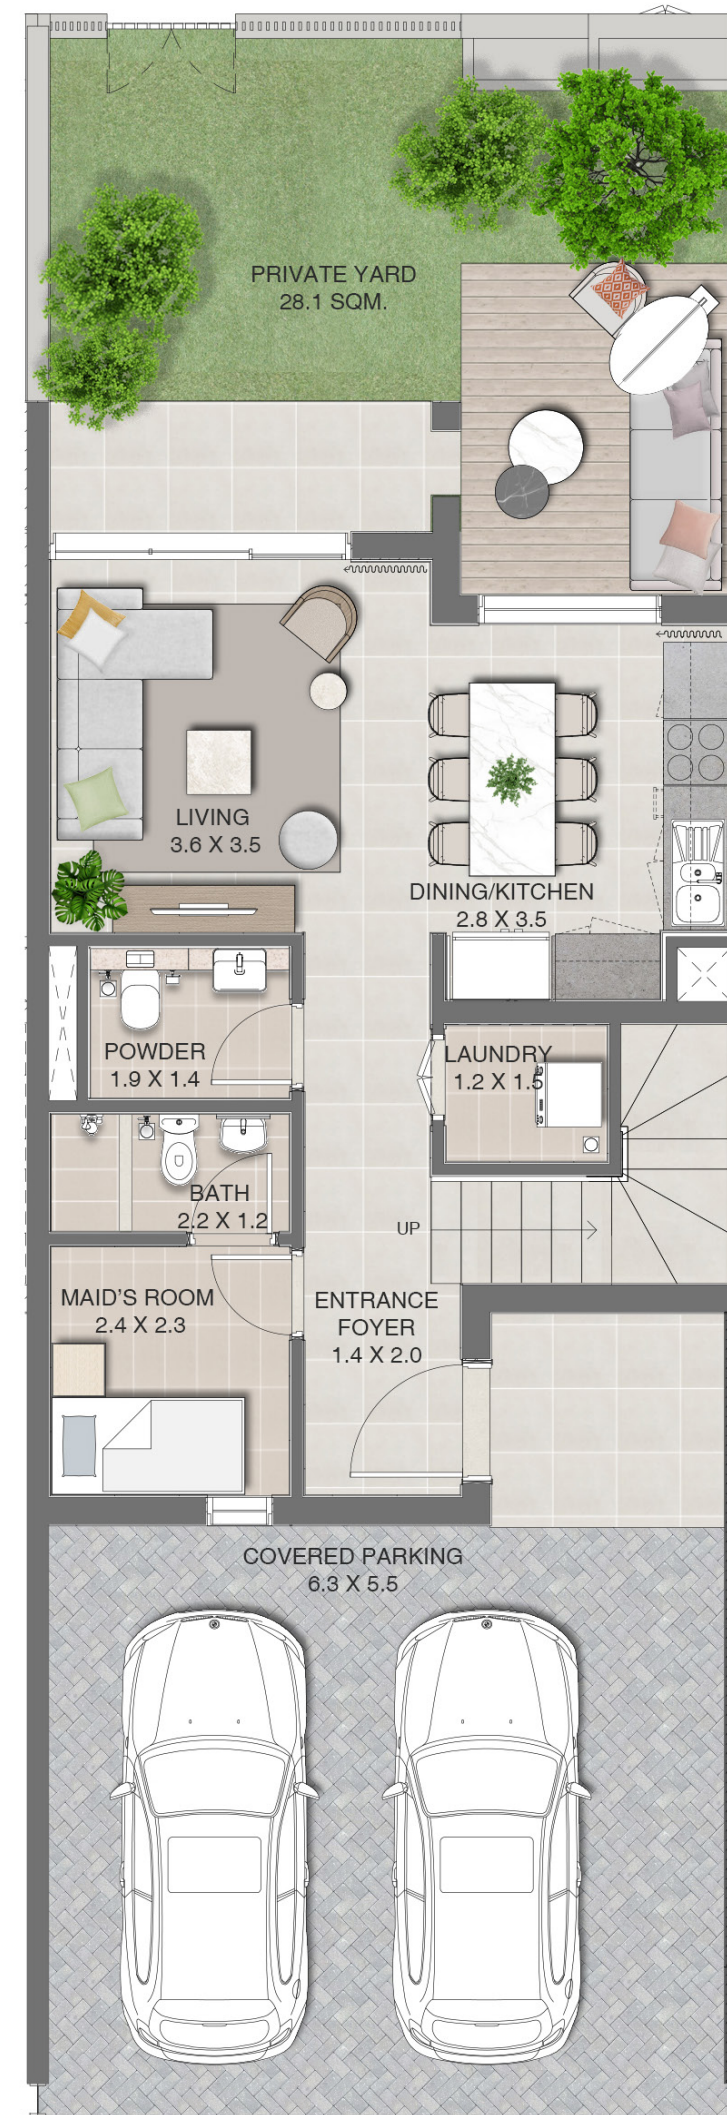 PRIVATE YARD
28.1 SQM.
LIVING
3.6 X 3.5
DINING/KITCHEN
2.8 X 3.5
POWDER
1.9 X 1.4
LAUNDRY
1.2 X 1.5
BATH
2.2 X 1.2
UP
MAID'S ROOM
2.4 X 2.3
ENTRANCE
FOYER
1.4 X 2.0
COVERED PARKING
6.3 X 5.5